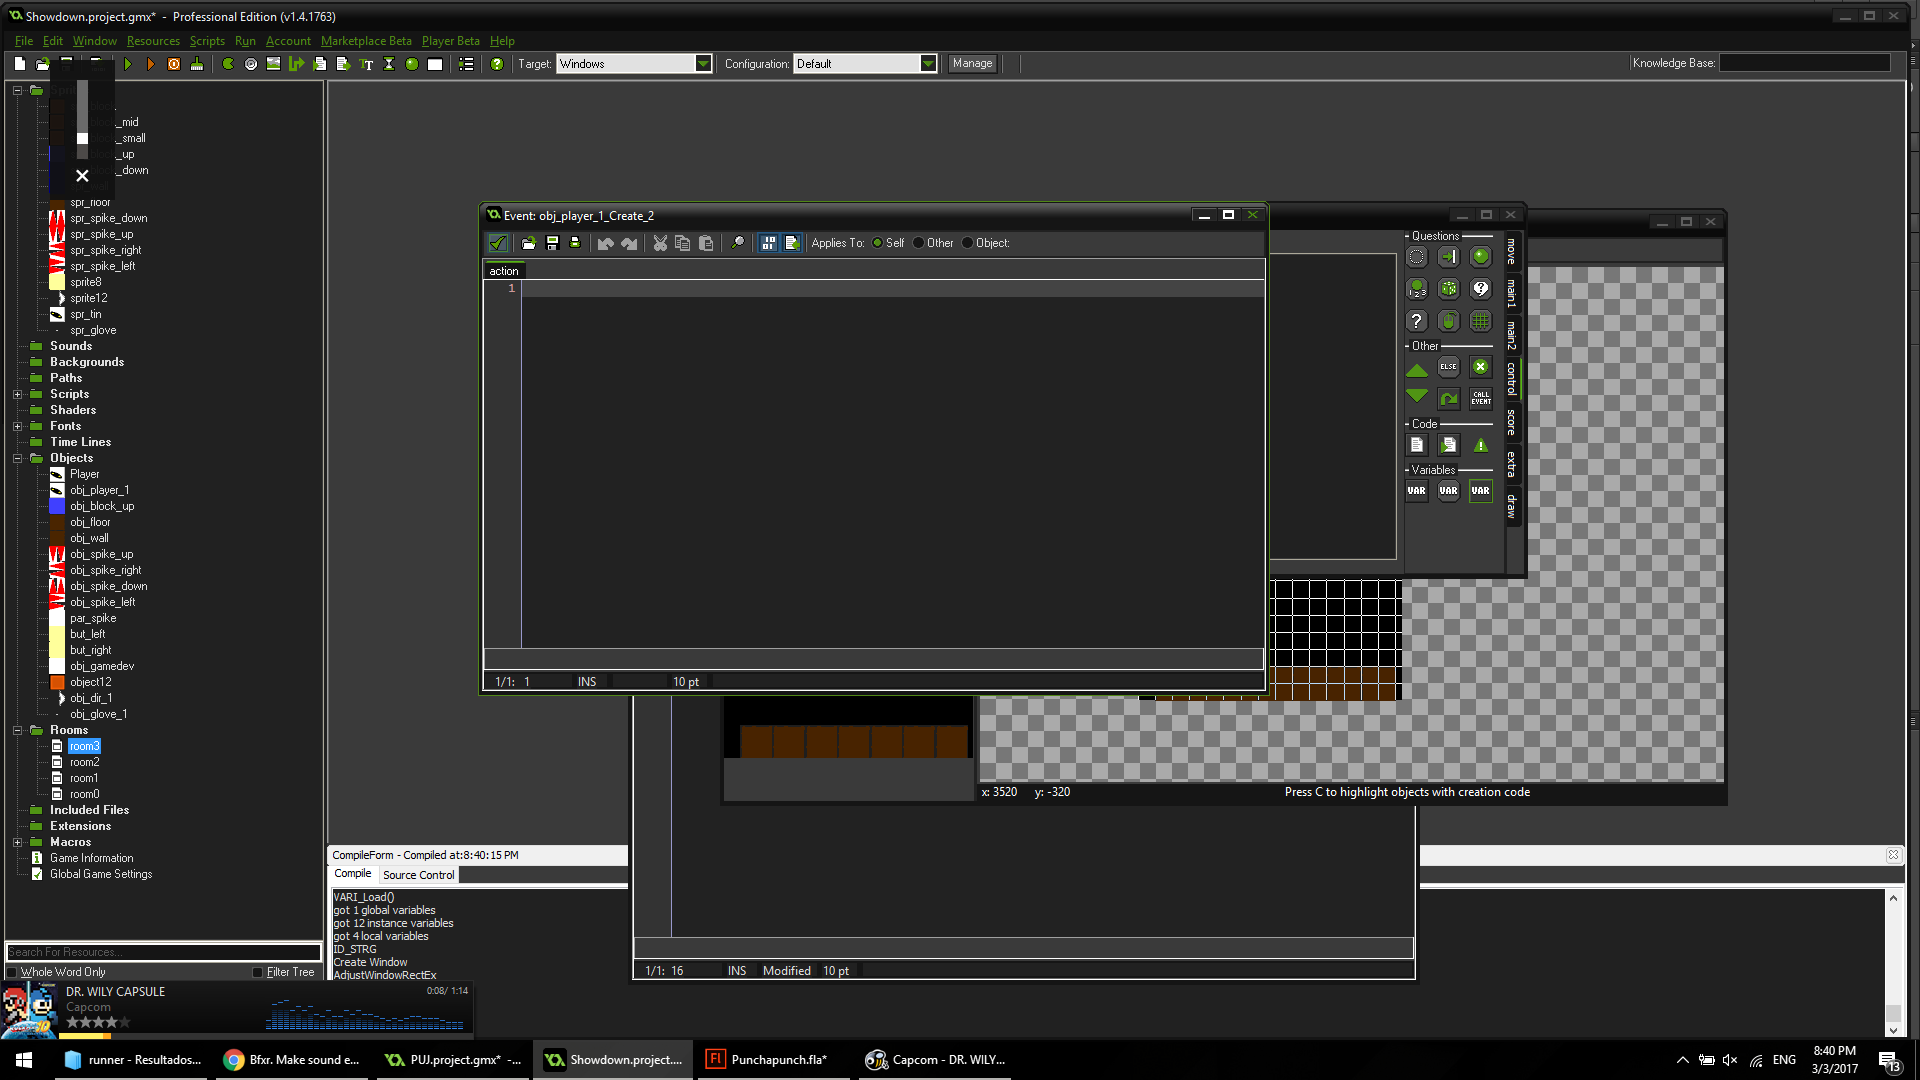 Showdown.project.gmx*  -  Professional Edition (v1.4.1763)
File Edit Window Resources Scripts Run Account Marketplace Beta Player Beta Help
Target: Windows Configuration: Default Manage Knowledge Base:
_mid
_small
_up
_down
spr_floor
spr_spike_down
spr_spike_up
spr_spike_right
spr_spike_left
sprite8
sprite12
spr_tin
spr_glove
Sounds
Backgrounds
Paths
Scripts
Shaders
Fonts
Time Lines
Objects
Player
obj_player_1
obj_block_up
obj_floor
obj_wall
obj_spike_up
obj_spike_right
obj_spike_down
obj_spike_left
par_spike
but_left
but_right
obj_gamedev
object12
obj_dir_1
obj_glove_1
Rooms
room3
room2
room1
room0
Included Files
Extensions
Macros
Game Information
Global Game Settings
Search For Resources...
Whole Word Only Filter Tree
Event: obj_player_1_Create_2
Applies To: Self Other Object:
action
1
1/1: 1 INS 10 pt
Questions
Other
ELSE
CALL EVENT
Code
Variables
VAR VAR VAR
move
main1
main2
control
score
extra
draw
x: 3520 y: -320 Press C to highlight objects with creation code
CompileForm - Compiled at:8:40:15 PM
Compile Source Control
VARI_Load()
got 1 global variables
got 12 instance variables
got 4 local variables
ID_STRG
Create Window
AdjustWindowRectEx
1/1: 16 INS Modified 10 pt
DR. WILY CAPSULE 0:08/ 1:14
Capcom
runner - Resultados...
Bfxr. Make sound e...
PUJ.project.gmx* -...
Showdown.project....
Punchapunch.fla*
Capcom - DR. WILY...
ENG
8:40 PM
3/3/2017
13